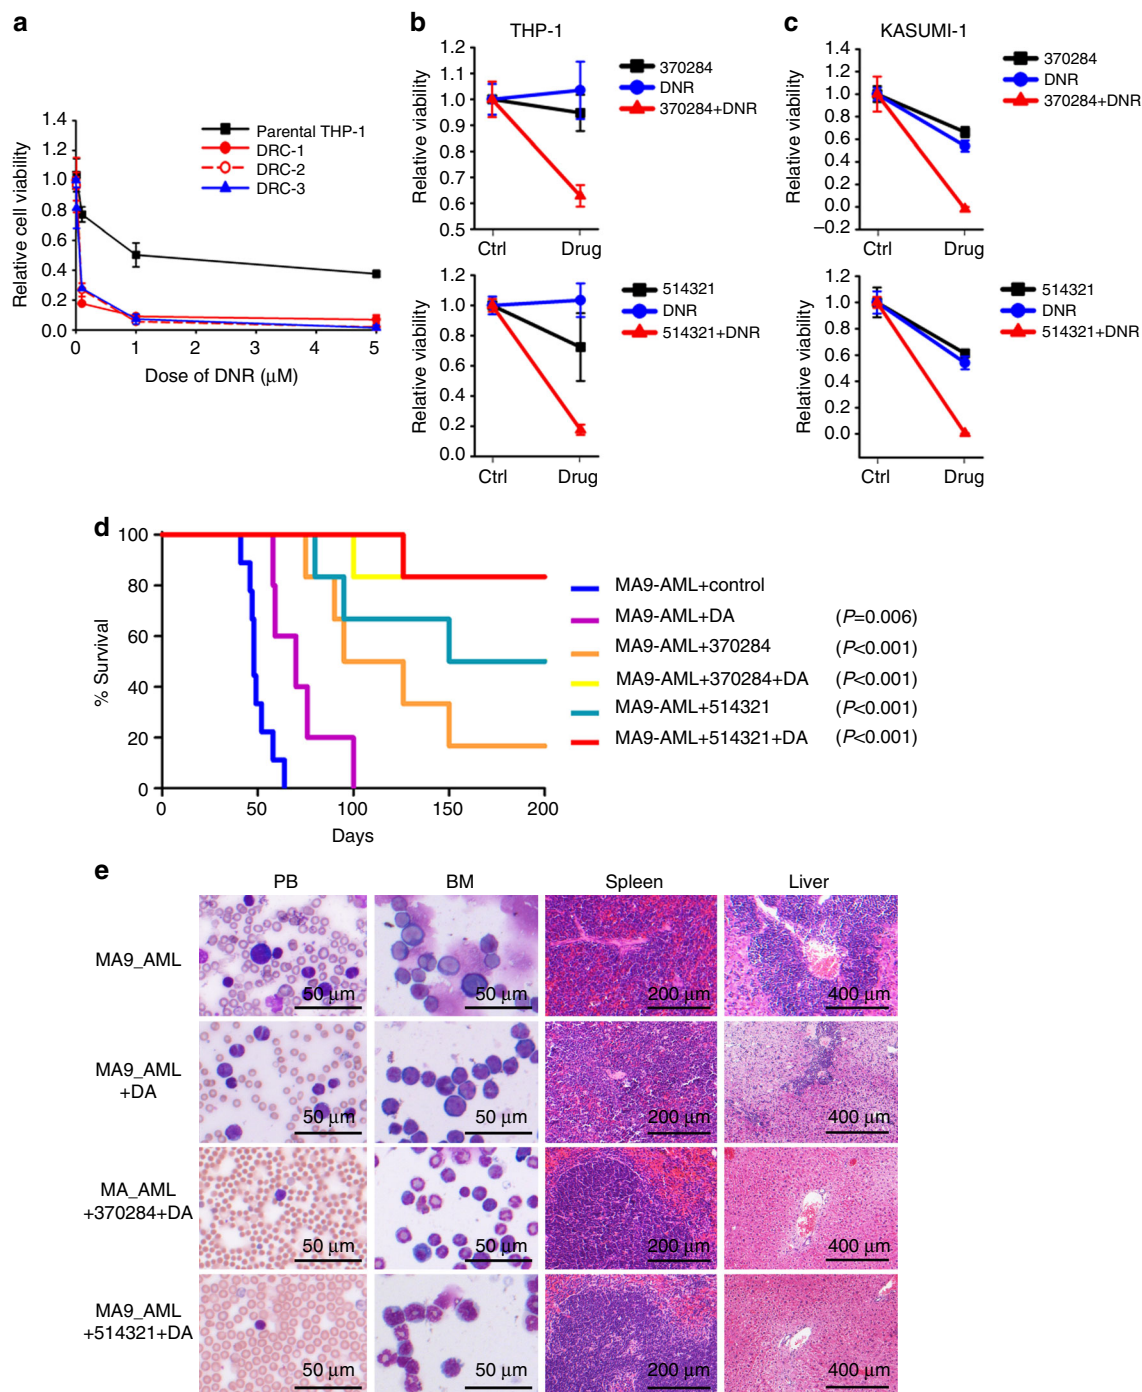 a
Relative cell viability
1.4
1.2
1.0
0.8
0.6
0.4
0.2
0.0
0 1 2 3 4 5
Dose of DNR (μM)
Parental THP-1
DRC-1
DRC-2
DRC-3
b
THP-1
Relative viability
1.2
1.1
1.0
0.9
0.8
0.7
0.6
0.5
Ctrl Drug
370284
DNR
370284+DNR
Relative viability
1.2
1.0
0.8
0.6
0.4
0.2
0.0
Ctrl Drug
514321
DNR
514321+DNR
c
KASUMI-1
Relative viability
1.4
1.2
1.0
0.8
0.6
0.4
0.2
0.0
–0.2
Ctrl Drug
370284
DNR
370284+DNR
Relative viability
1.2
1.0
0.8
0.6
0.4
0.2
0.0
Ctrl Drug
514321
DNR
514321+DNR
d
% Survival
100
80
60
40
20
0
0 50 100 150 200
Days
MA9-AML+control
MA9-AML+DA (P=0.006)
MA9-AML+370284 (P<0.001)
MA9-AML+370284+DA (P<0.001)
MA9-AML+514321 (P<0.001)
MA9-AML+514321+DA (P<0.001)
e
PB BM Spleen Liver
MA9_AML
50 μm 50 μm 200 μm 400 μm
MA9_AML
+DA
50 μm 50 μm 200 μm 400 μm
MA_AML
+370284+DA
50 μm 50 μm 200 μm 400 μm
MA9_AML
+514321+DA
50 μm 50 μm 200 μm 400 μm